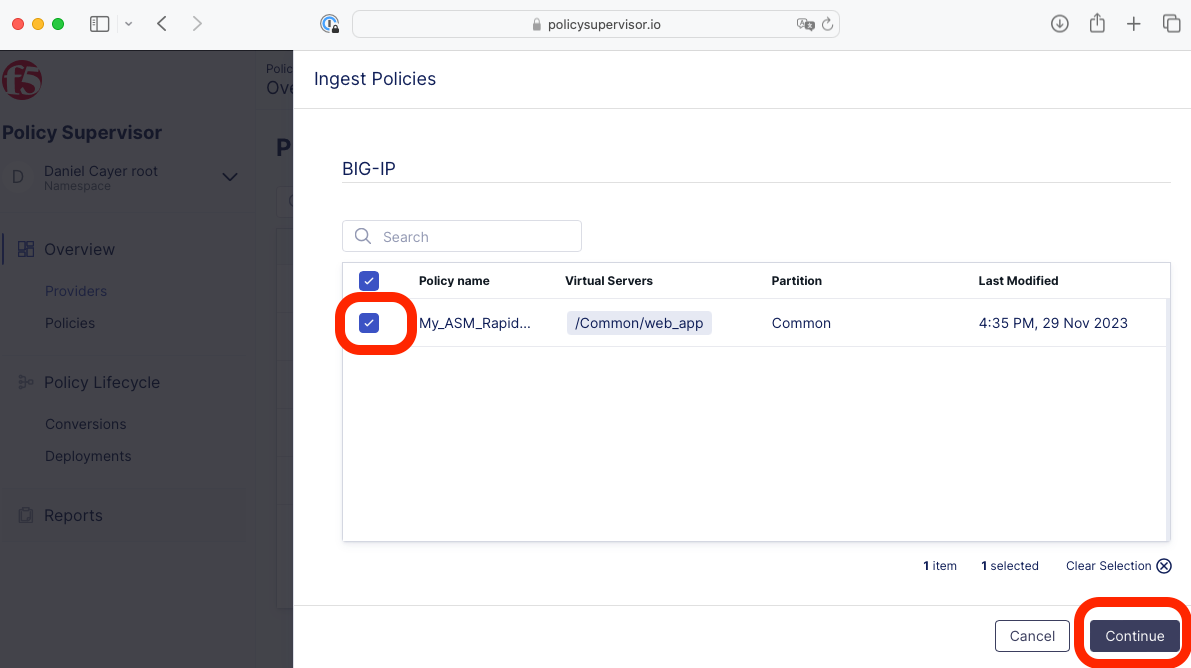 policysupervisor.io
f5
Policy Supervisor
D
Daniel Cayer root
Namespace
Overview
Providers
Policies
Policy Lifecycle
Conversions
Deployments
Reports
Polic
Ove
P
Ingest Policies
BIG-IP
Search
Policy name Virtual Servers Partition Last Modified
My_ASM_Rapid... /Common/web_app Common 4:35 PM, 29 Nov 2023
1 item 1 selected Clear Selection
Cancel Continue